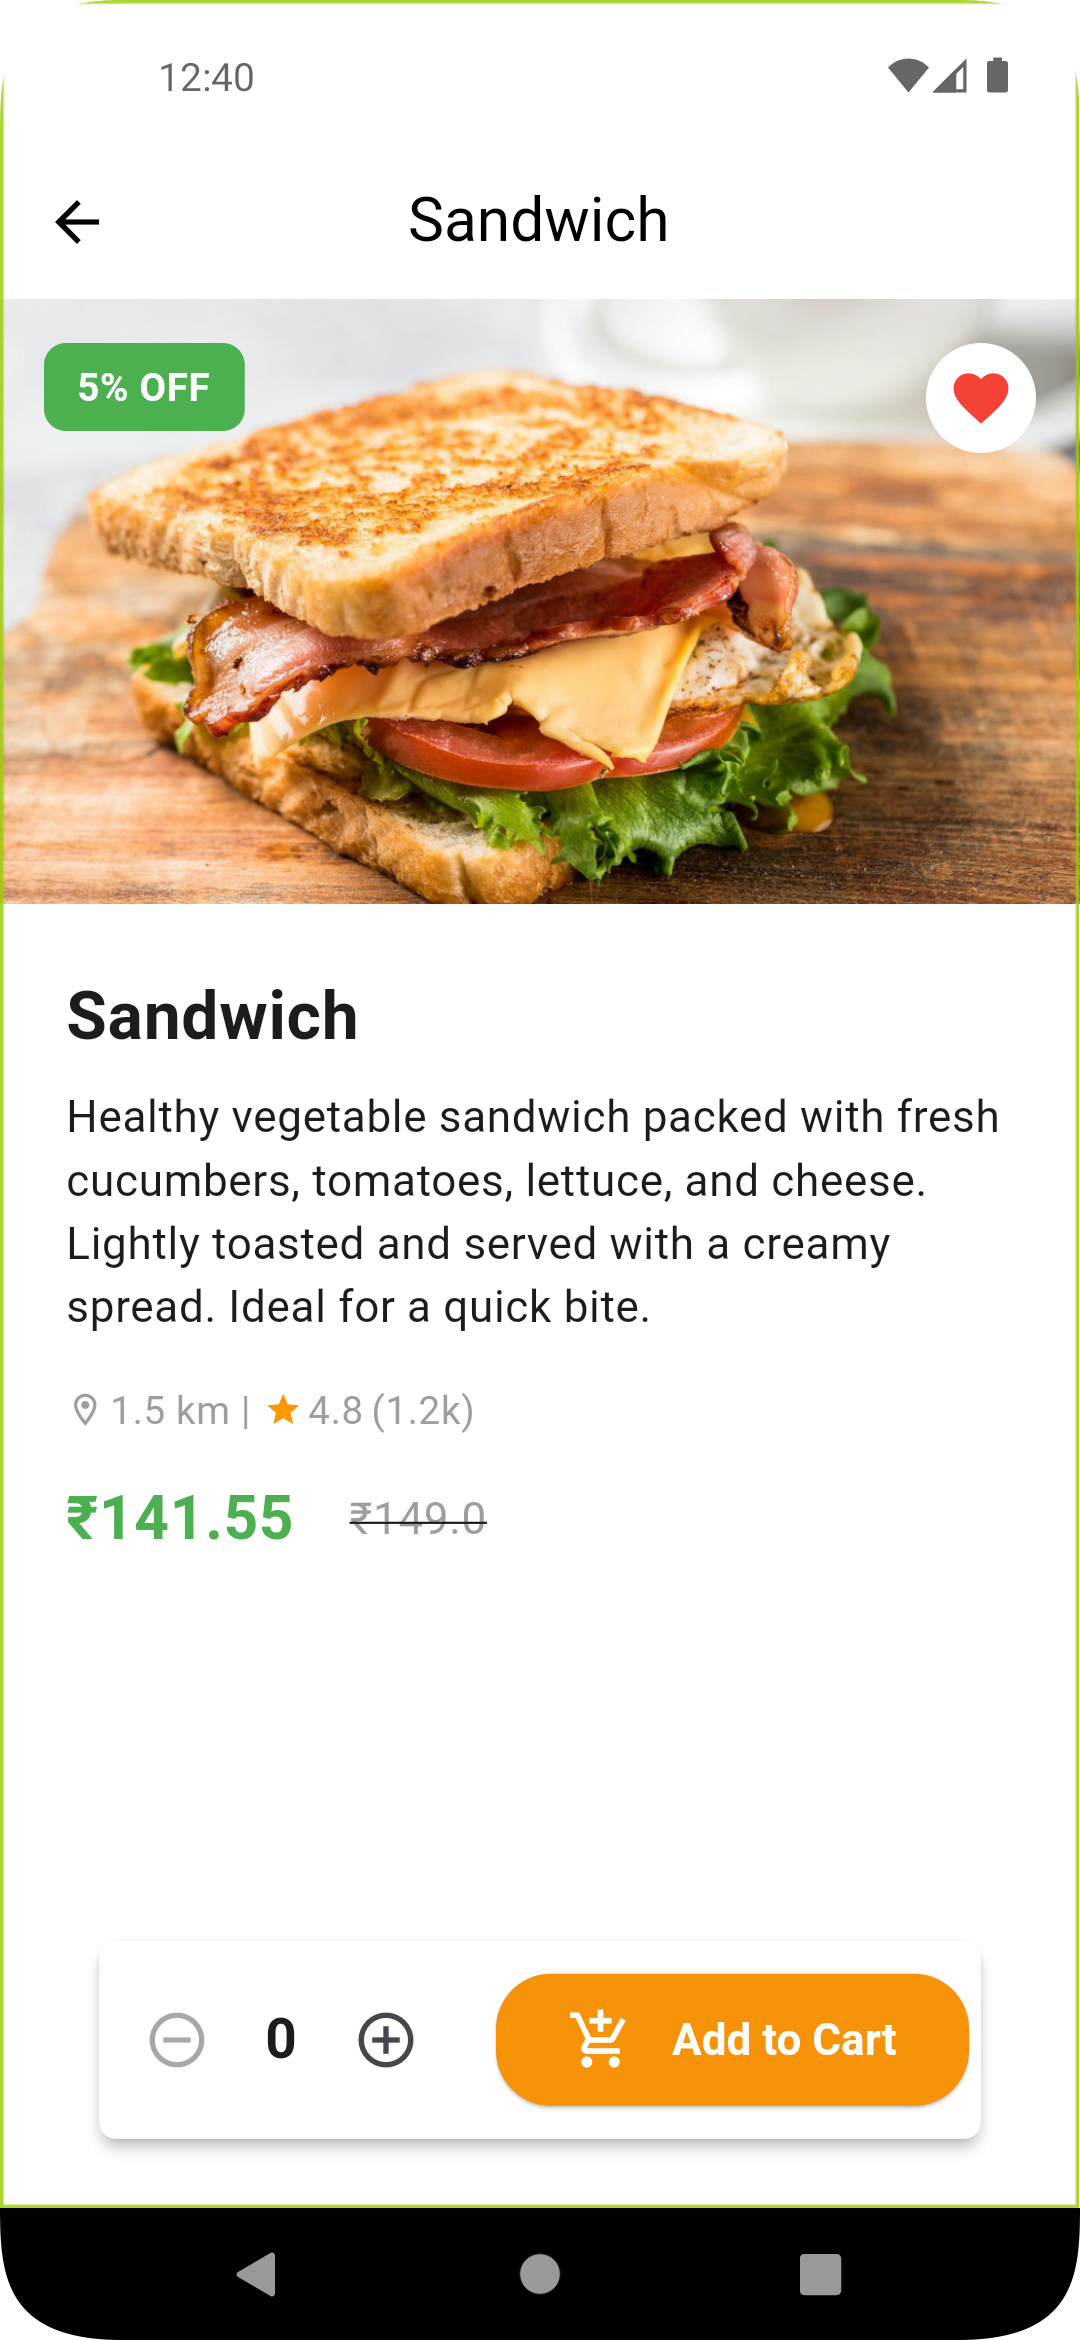 12:40
Sandwich
5% OFF
Sandwich
Healthy vegetable sandwich packed with fresh
cucumbers, tomatoes, lettuce, and cheese.
Lightly toasted and served with a creamy
spread. Ideal for a quick bite.
1.5 km | 4.8 (1.2k)
₹141.55 ₹149.0
0 Add to Cart